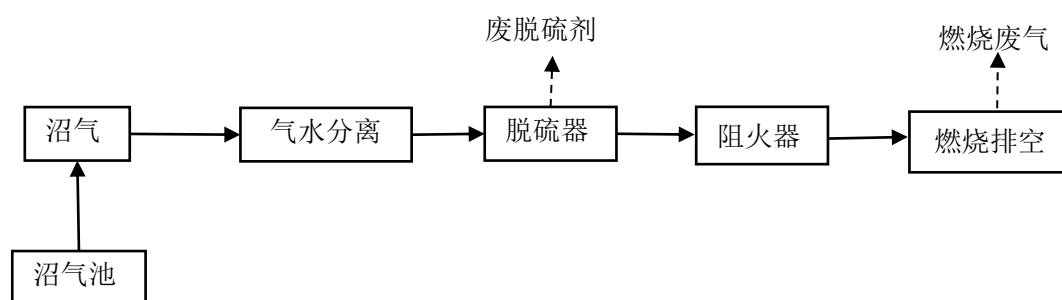 废脱硫剂
燃烧废气
沼气
气水分离
脱硫器
阻火器
燃烧排空
沼气池